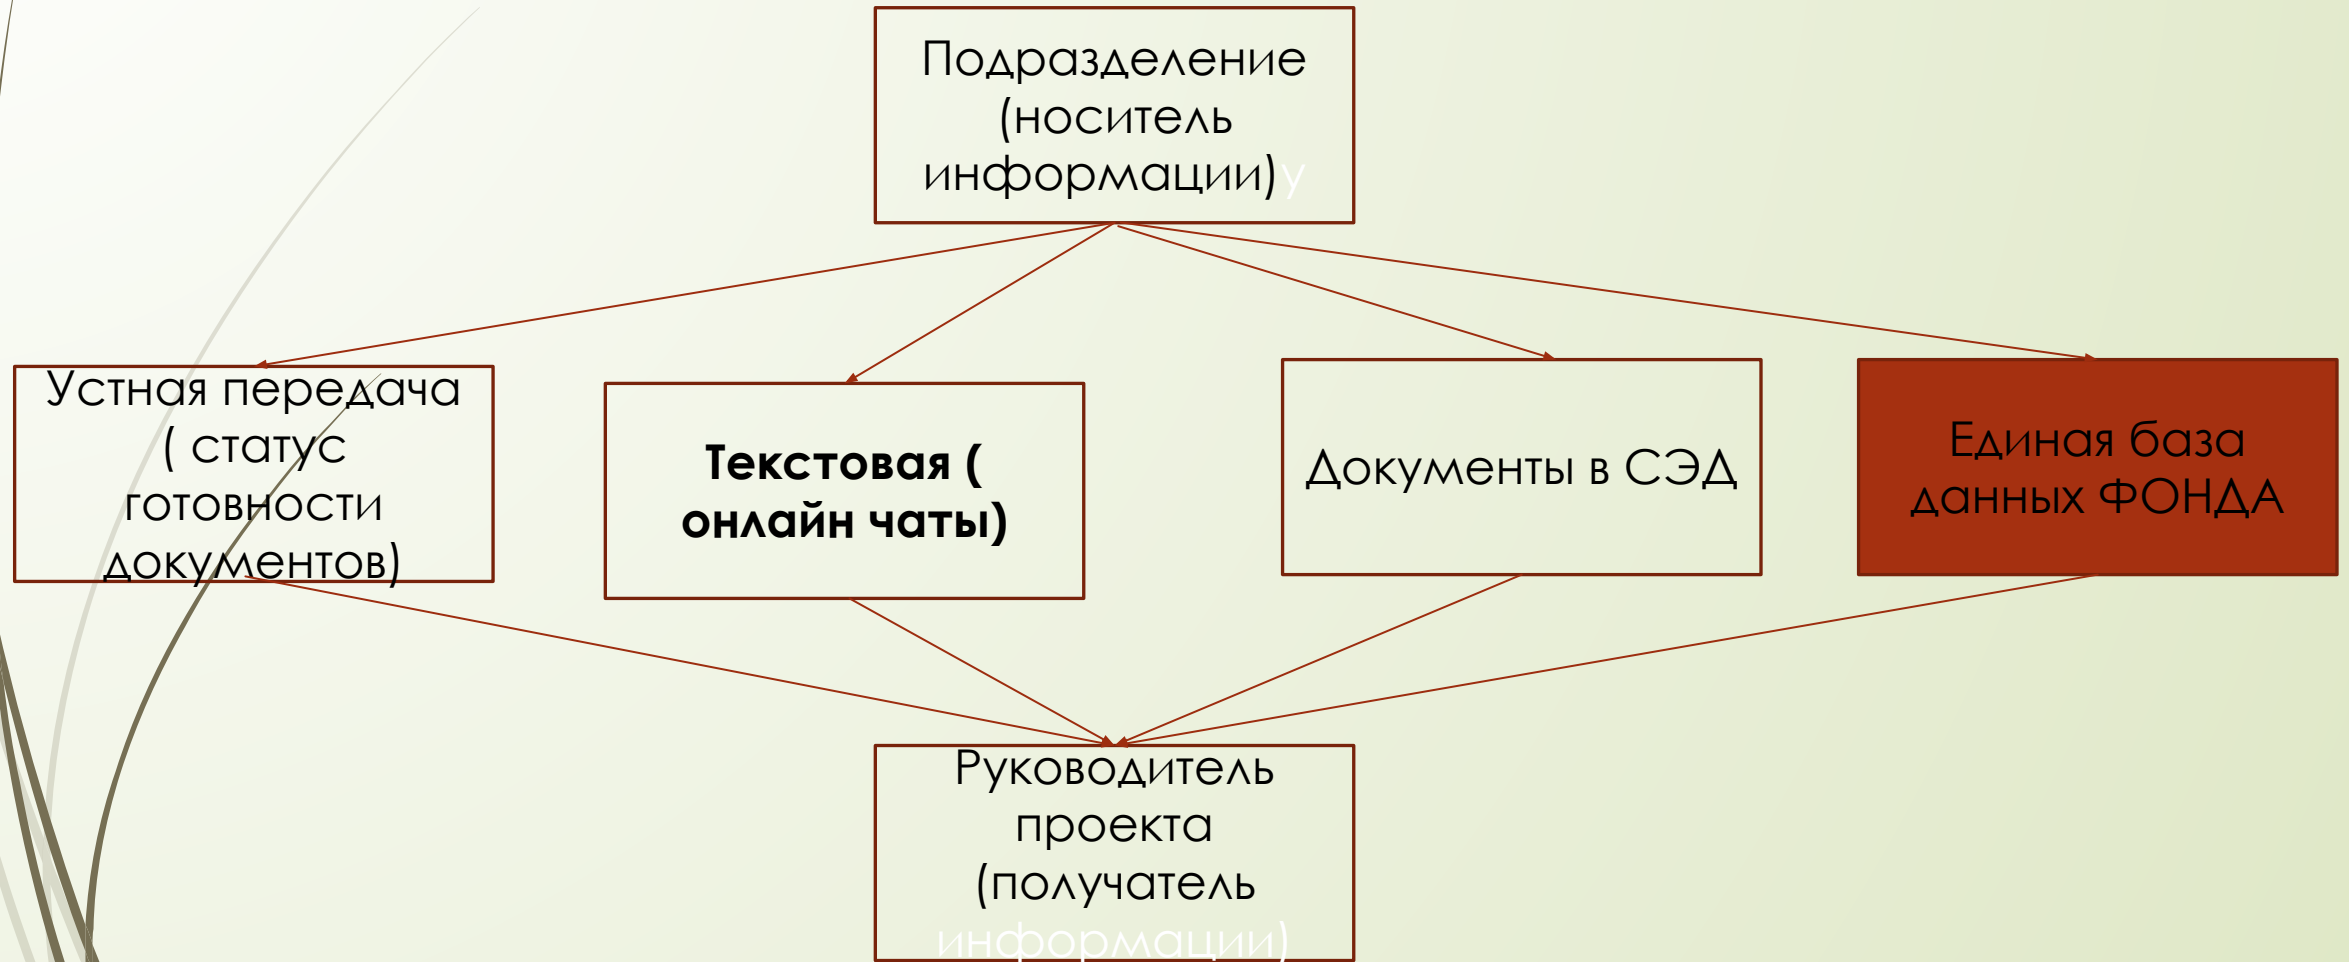 Подразделение
(носитель
информации)у
Устная передача
( статус
готовности
документов)
Текстовая (
онлайн чаты)
Документы в СЭД
Единая база
данных ФОНДА
Руководитель
проекта
(получатель
информации)